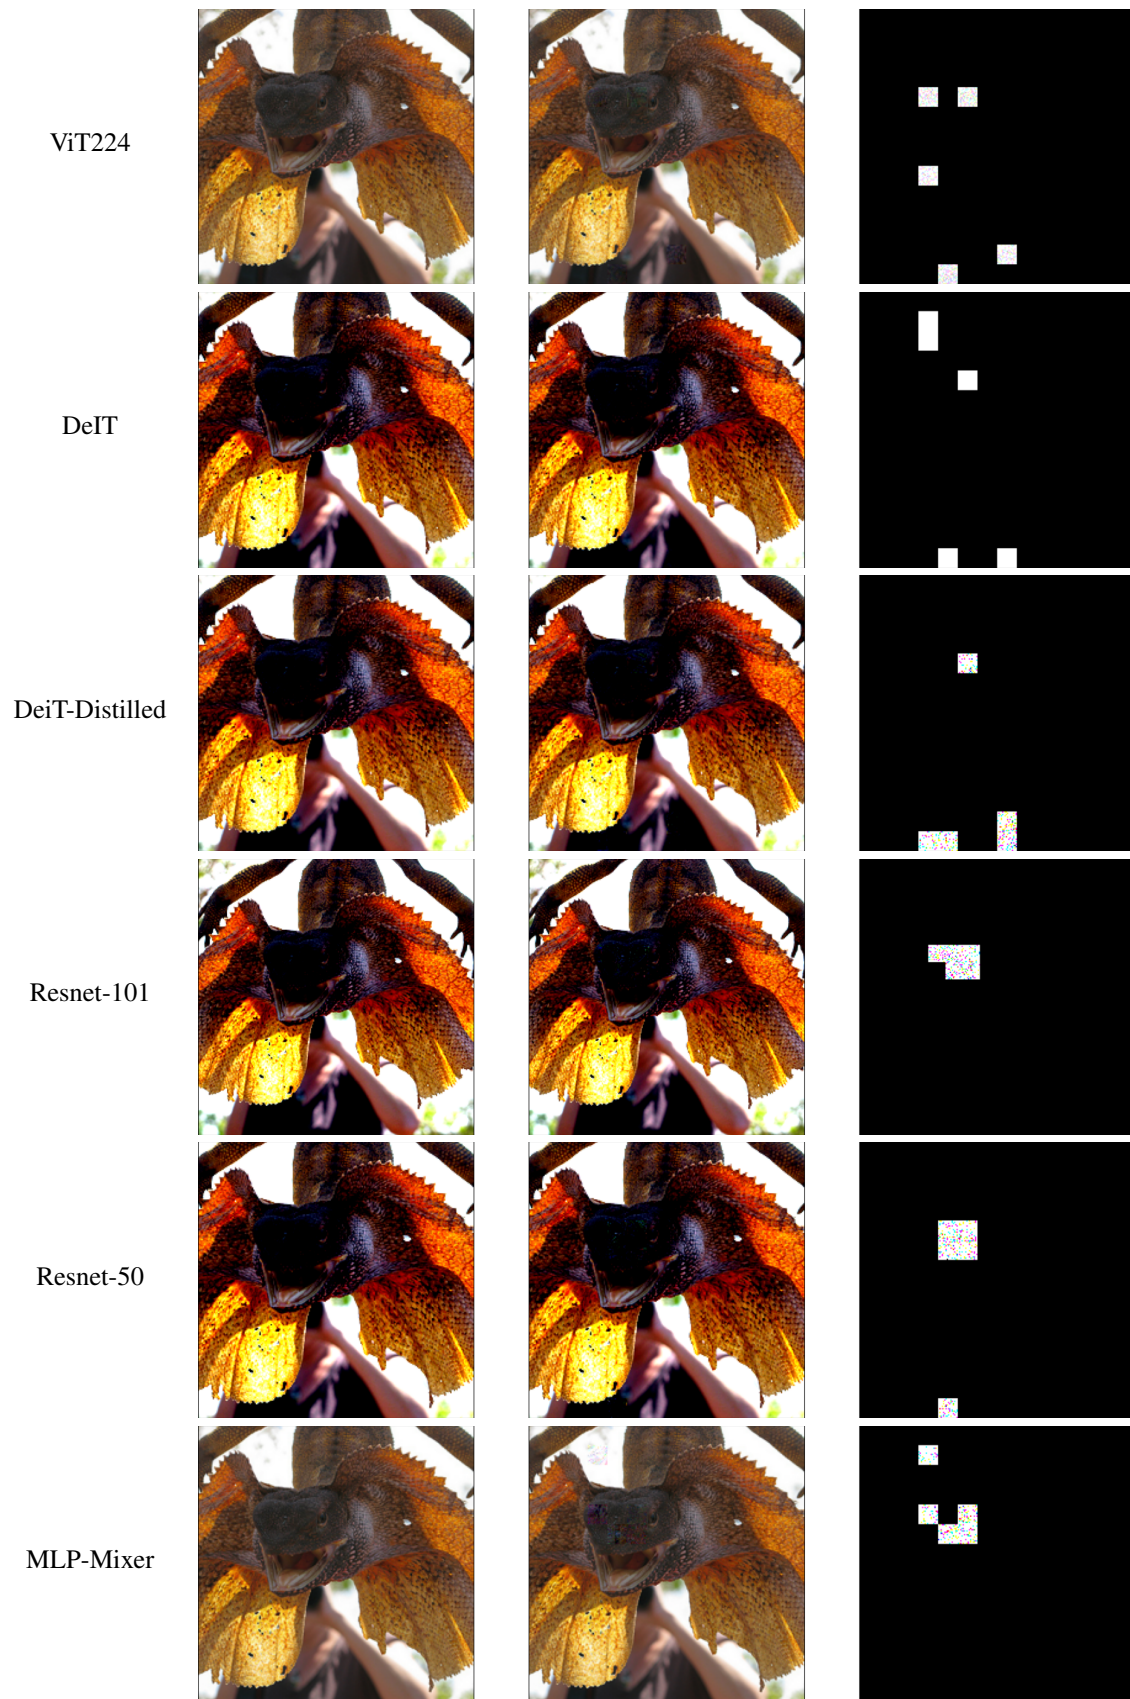 ViT224
DeIT
DeiT-Distilled
Resnet-101
Resnet-50
MLP-Mixer